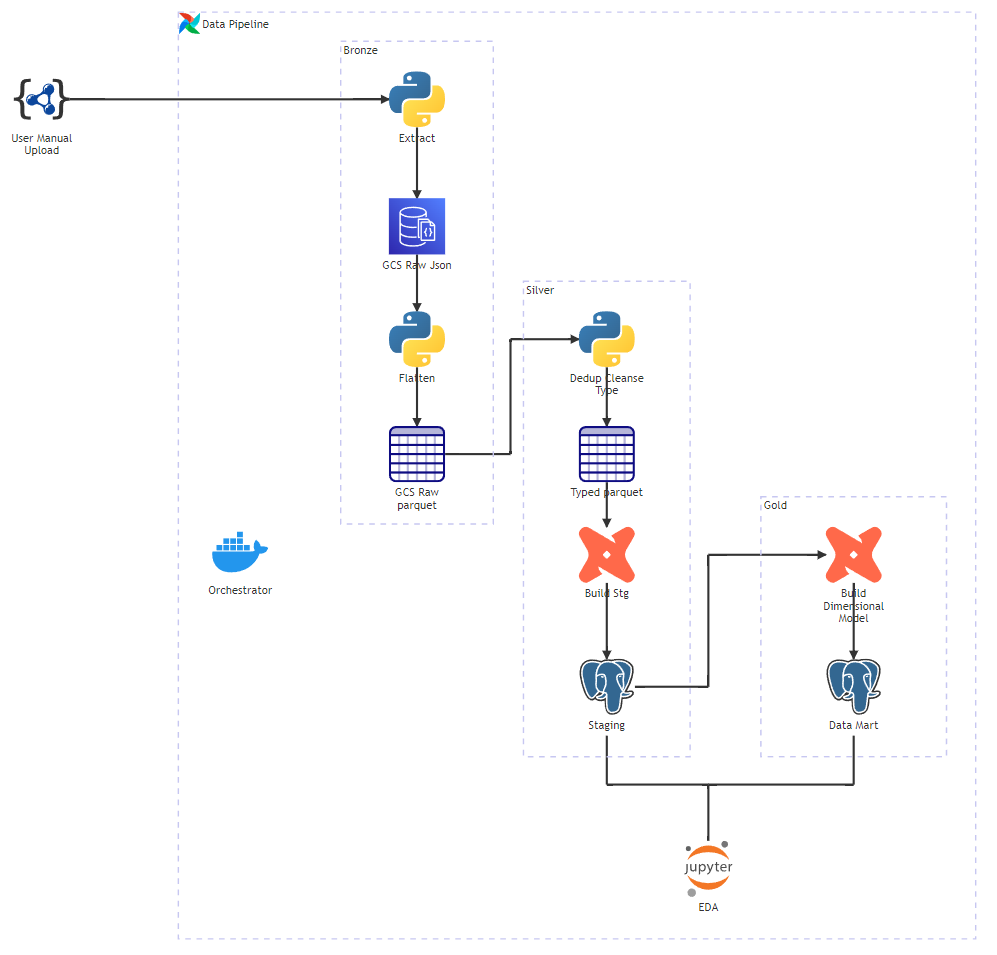 Data Pipeline
Bronze
User Manual
Upload
Extract
GCS Raw Json
Flatten
GCS Raw
parquet
Silver
Dedup Cleanse
Type
Typed parquet
Build Stg
Staging
Gold
Build
Dimensional
Model
Data Mart
Orchestrator
jupyter
EDA